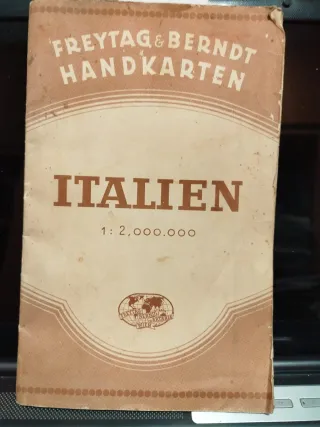 FREYTAG & BERNDT
HANDKARTEN
ITALIEN
1: 2,000.000